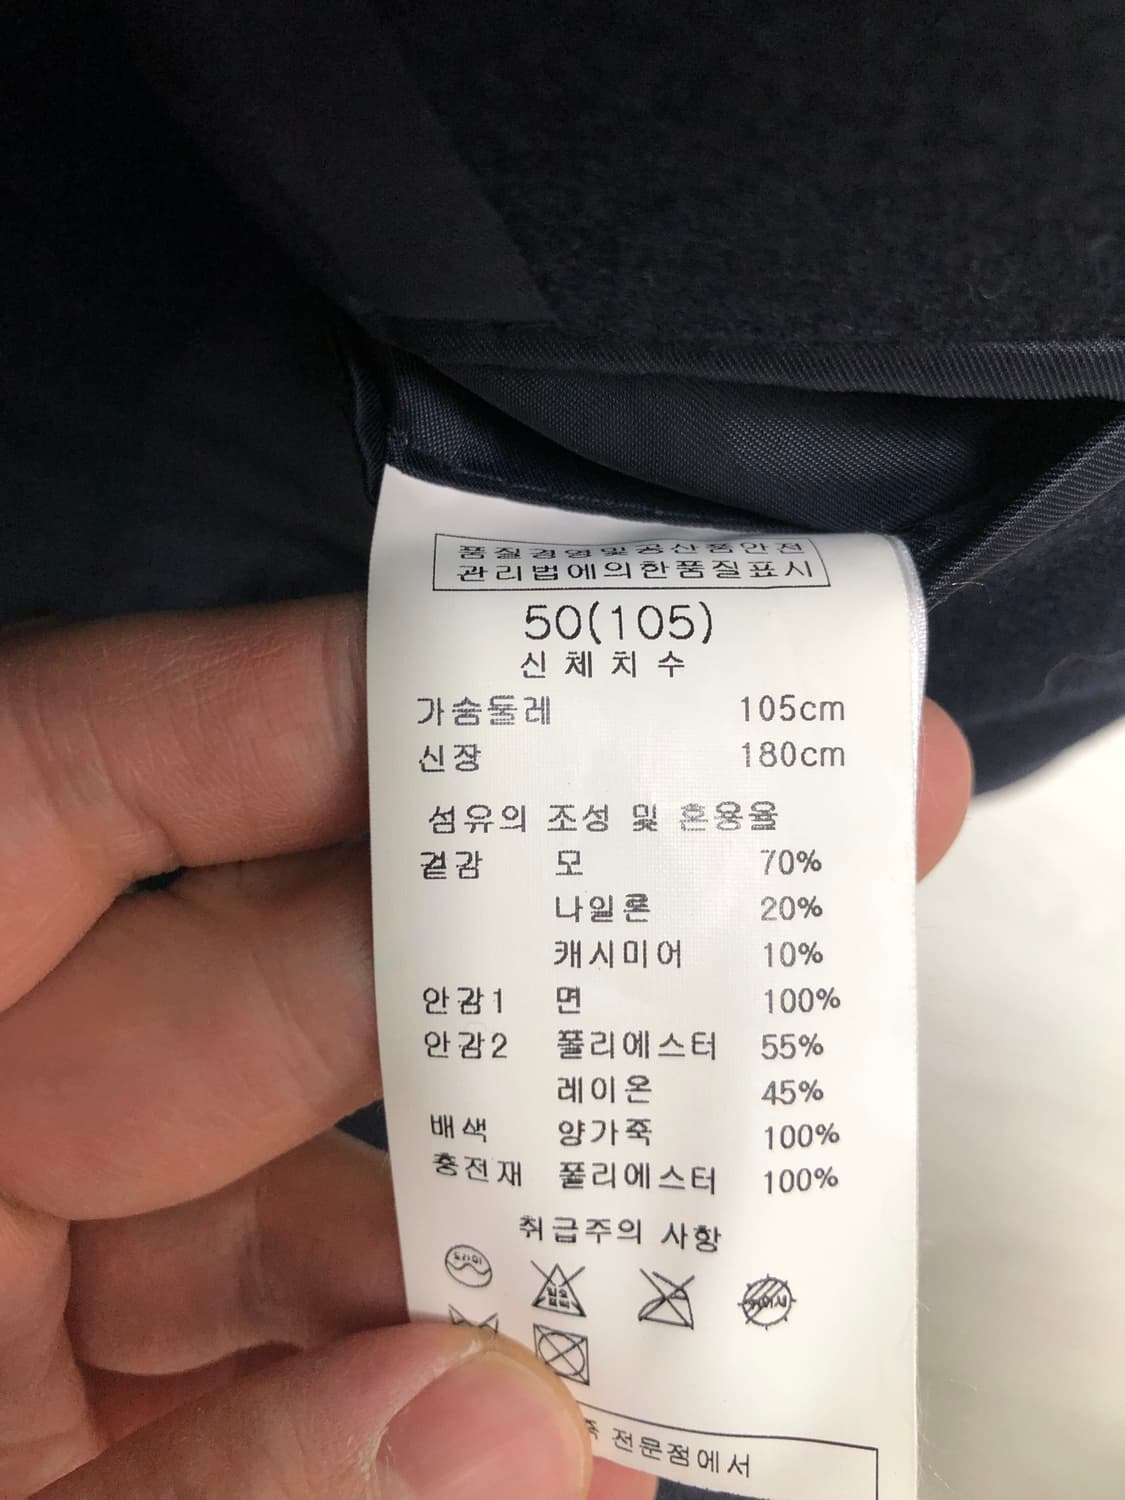 품질경영및공산품안전
관리법에의한품질표시
50(105)
신체치수
가슴둘레 105cm
신장 180cm
섬유의 조성 및 혼용율
겉감 모 70%
나일론 20%
캐시미어 10%
안감1 면 100%
안감2 폴리에스터 55%
레이온 45%
배색 양가죽 100%
충전재 폴리에스터 100%
취급주의 사항
드라이
전문점에서